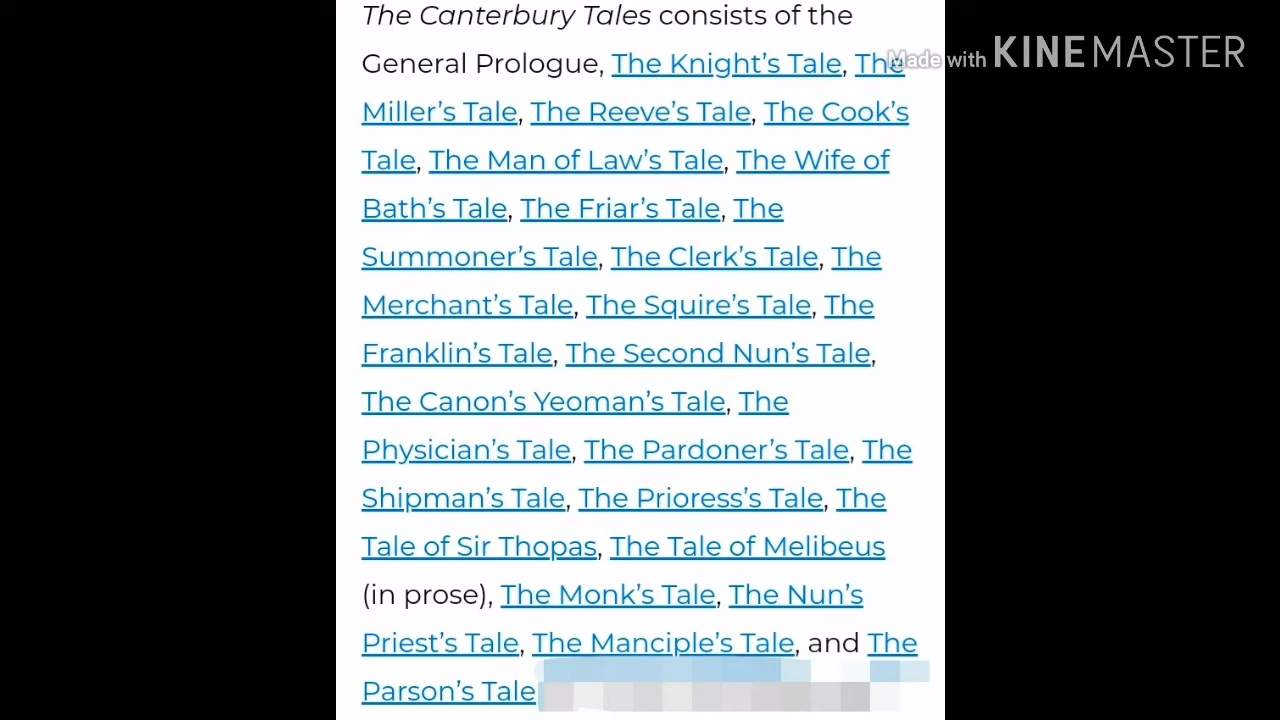 The Canterbury Tales consists of the
General Prologue, The Knight’s Tale, The
Miller’s Tale, The Reeve’s Tale, The Cook’s
Tale, The Man of Law’s Tale, The Wife of
Bath’s Tale, The Friar’s Tale, The
Summoner’s Tale, The Clerk’s Tale, The
Merchant’s Tale, The Squire’s Tale, The
Franklin’s Tale, The Second Nun’s Tale,
The Canon’s Yeoman’s Tale, The
Physician’s Tale, The Pardoner’s Tale, The
Shipman’s Tale, The Prioress’s Tale, The
Tale of Sir Thopas, The Tale of Melibeus
(in prose), The Monk’s Tale, The Nun’s
Priest’s Tale, The Manciple’s Tale, and The
Parson’s Tale
Made with KINEMASTER